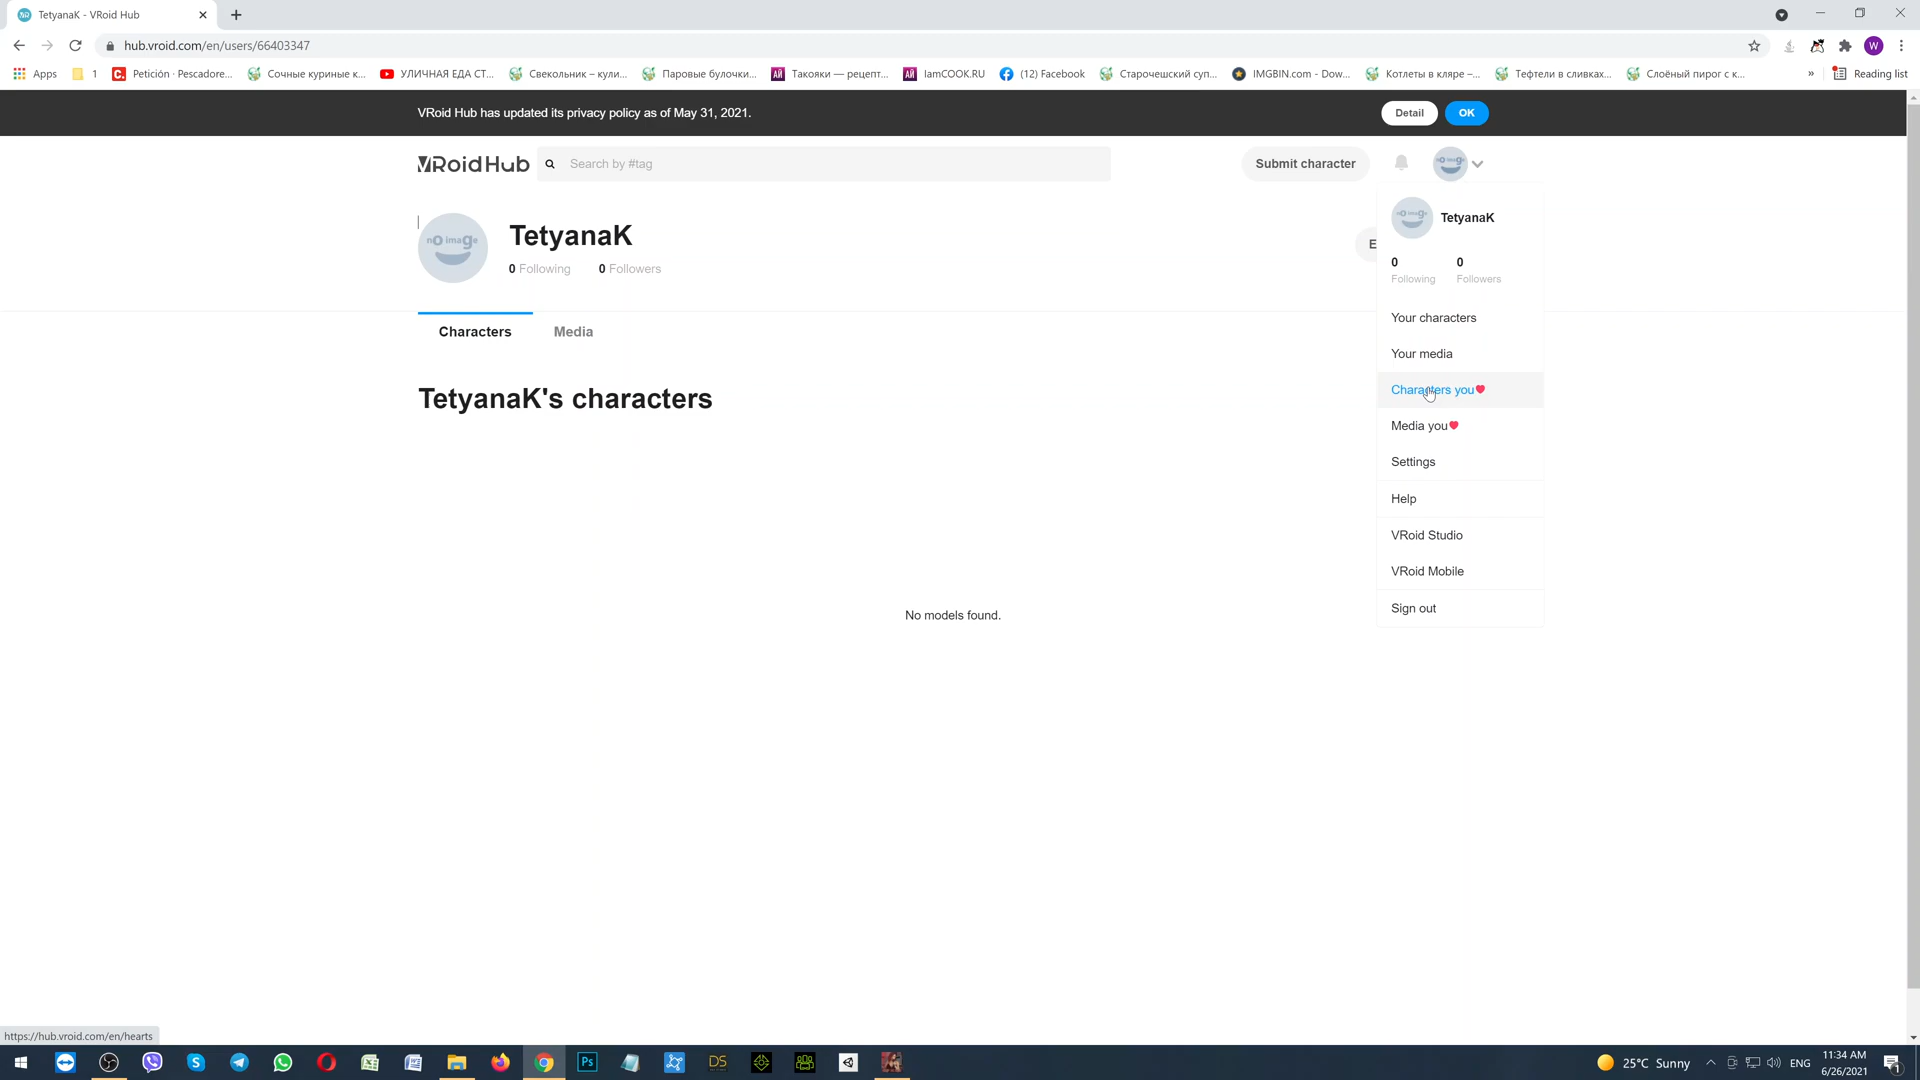 TetyanaK - VRoid Hub
hub.vroid.com/en/users/66403347
Apps 1 Petición · Pescadore... Сочные куриные к... УЛИЧНАЯ ЕДА СТ... Свекольник – кули... Паровые булочки... Такояки — рецепт... IamCOOK.RU (12) Facebook Старочешский суп... IMGBIN.com - Dow... Котлеты в кляре –... Тефтели в сливках... Слоёный пирог с к... » Reading list
VRoid Hub has updated its privacy policy as of May 31, 2021. Detail OK
VRoid Hub Search by #tag Submit character
TetyanaK
0 Following 0 Followers
E
TetyanaK
0 0
Following Followers
Your characters
Your media
Characters you
Media you
Settings
Help
VRoid Studio
VRoid Mobile
Sign out
Characters Media
TetyanaK's characters
No models found.
https://hub.vroid.com/en/hearts
25°C Sunny ENG 11:34 AM
6/26/2021